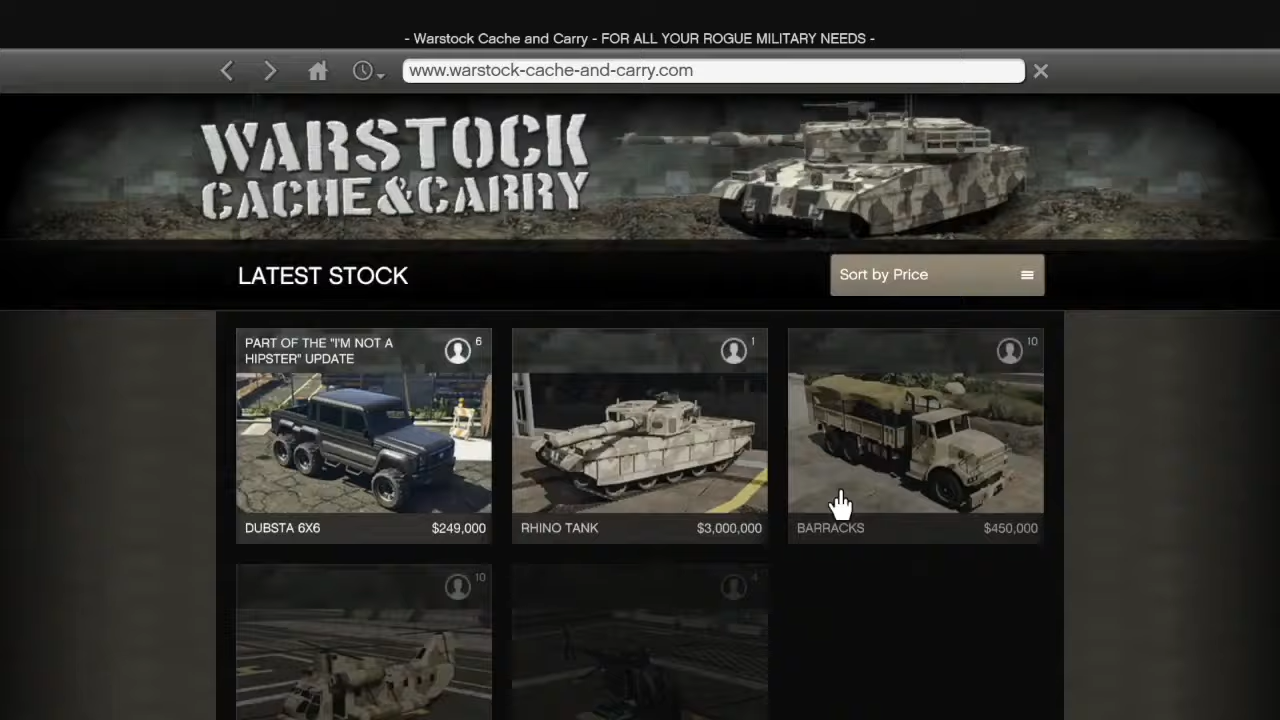 - Warstock Cache and Carry - FOR ALL YOUR ROGUE MILITARY NEEDS -
www.warstock-cache-and-carry.com
WARSTOCK
CACHE&CARRY
LATEST STOCK
Sort by Price
PART OF THE "I'M NOT A
HIPSTER" UPDATE
6
1
10
DUBSTA 6X6 $249,000
RHINO TANK $3,000,000
BARRACKS $450,000
10
4